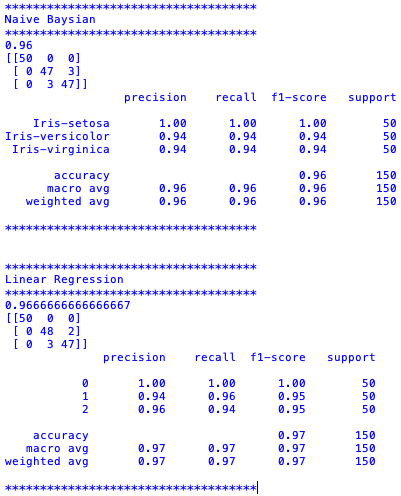 ************************************
Naive Baysian
************************************
0.96
[[50  0  0]
 [ 0 47  3]
 [ 0  3 47]]
                 precision    recall  f1-score   support

    Iris-setosa       1.00      1.00      1.00        50
Iris-versicolor       0.94      0.94      0.94        50
 Iris-virginica       0.94      0.94      0.94        50

       accuracy                           0.96       150
      macro avg       0.96      0.96      0.96       150
   weighted avg       0.96      0.96      0.96       150

************************************

************************************
Linear Regression
************************************
0.9666666666666667
[[50  0  0]
 [ 0 48  2]
 [ 0  3 47]]
              precision    recall  f1-score   support

           0       1.00      1.00      1.00        50
           1       0.94      0.96      0.95        50
           2       0.96      0.94      0.95        50

    accuracy                           0.97       150
   macro avg       0.97      0.97      0.97       150
weighted avg       0.97      0.97      0.97       150

************************************